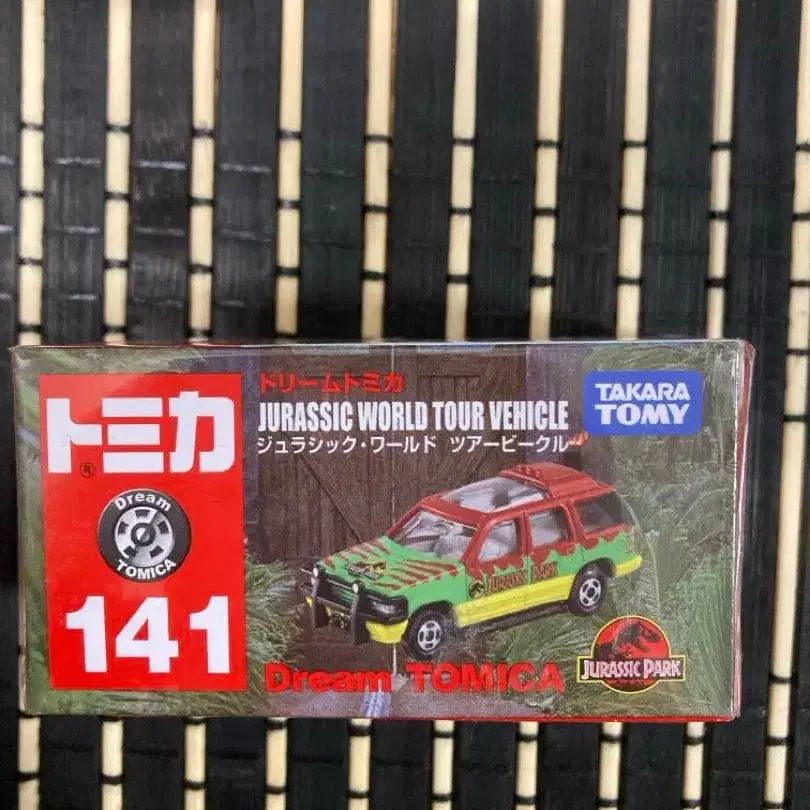 トミカ
®
Dream
TOMICA
141
ドリームトミカ
JURASSIC WORLD TOUR VEHICLE
ジュラシック・ワールド ツアービークル
TAKARA
TOMY
JURASSIC PARK
Dream TOMICA
JURASSIC PARK